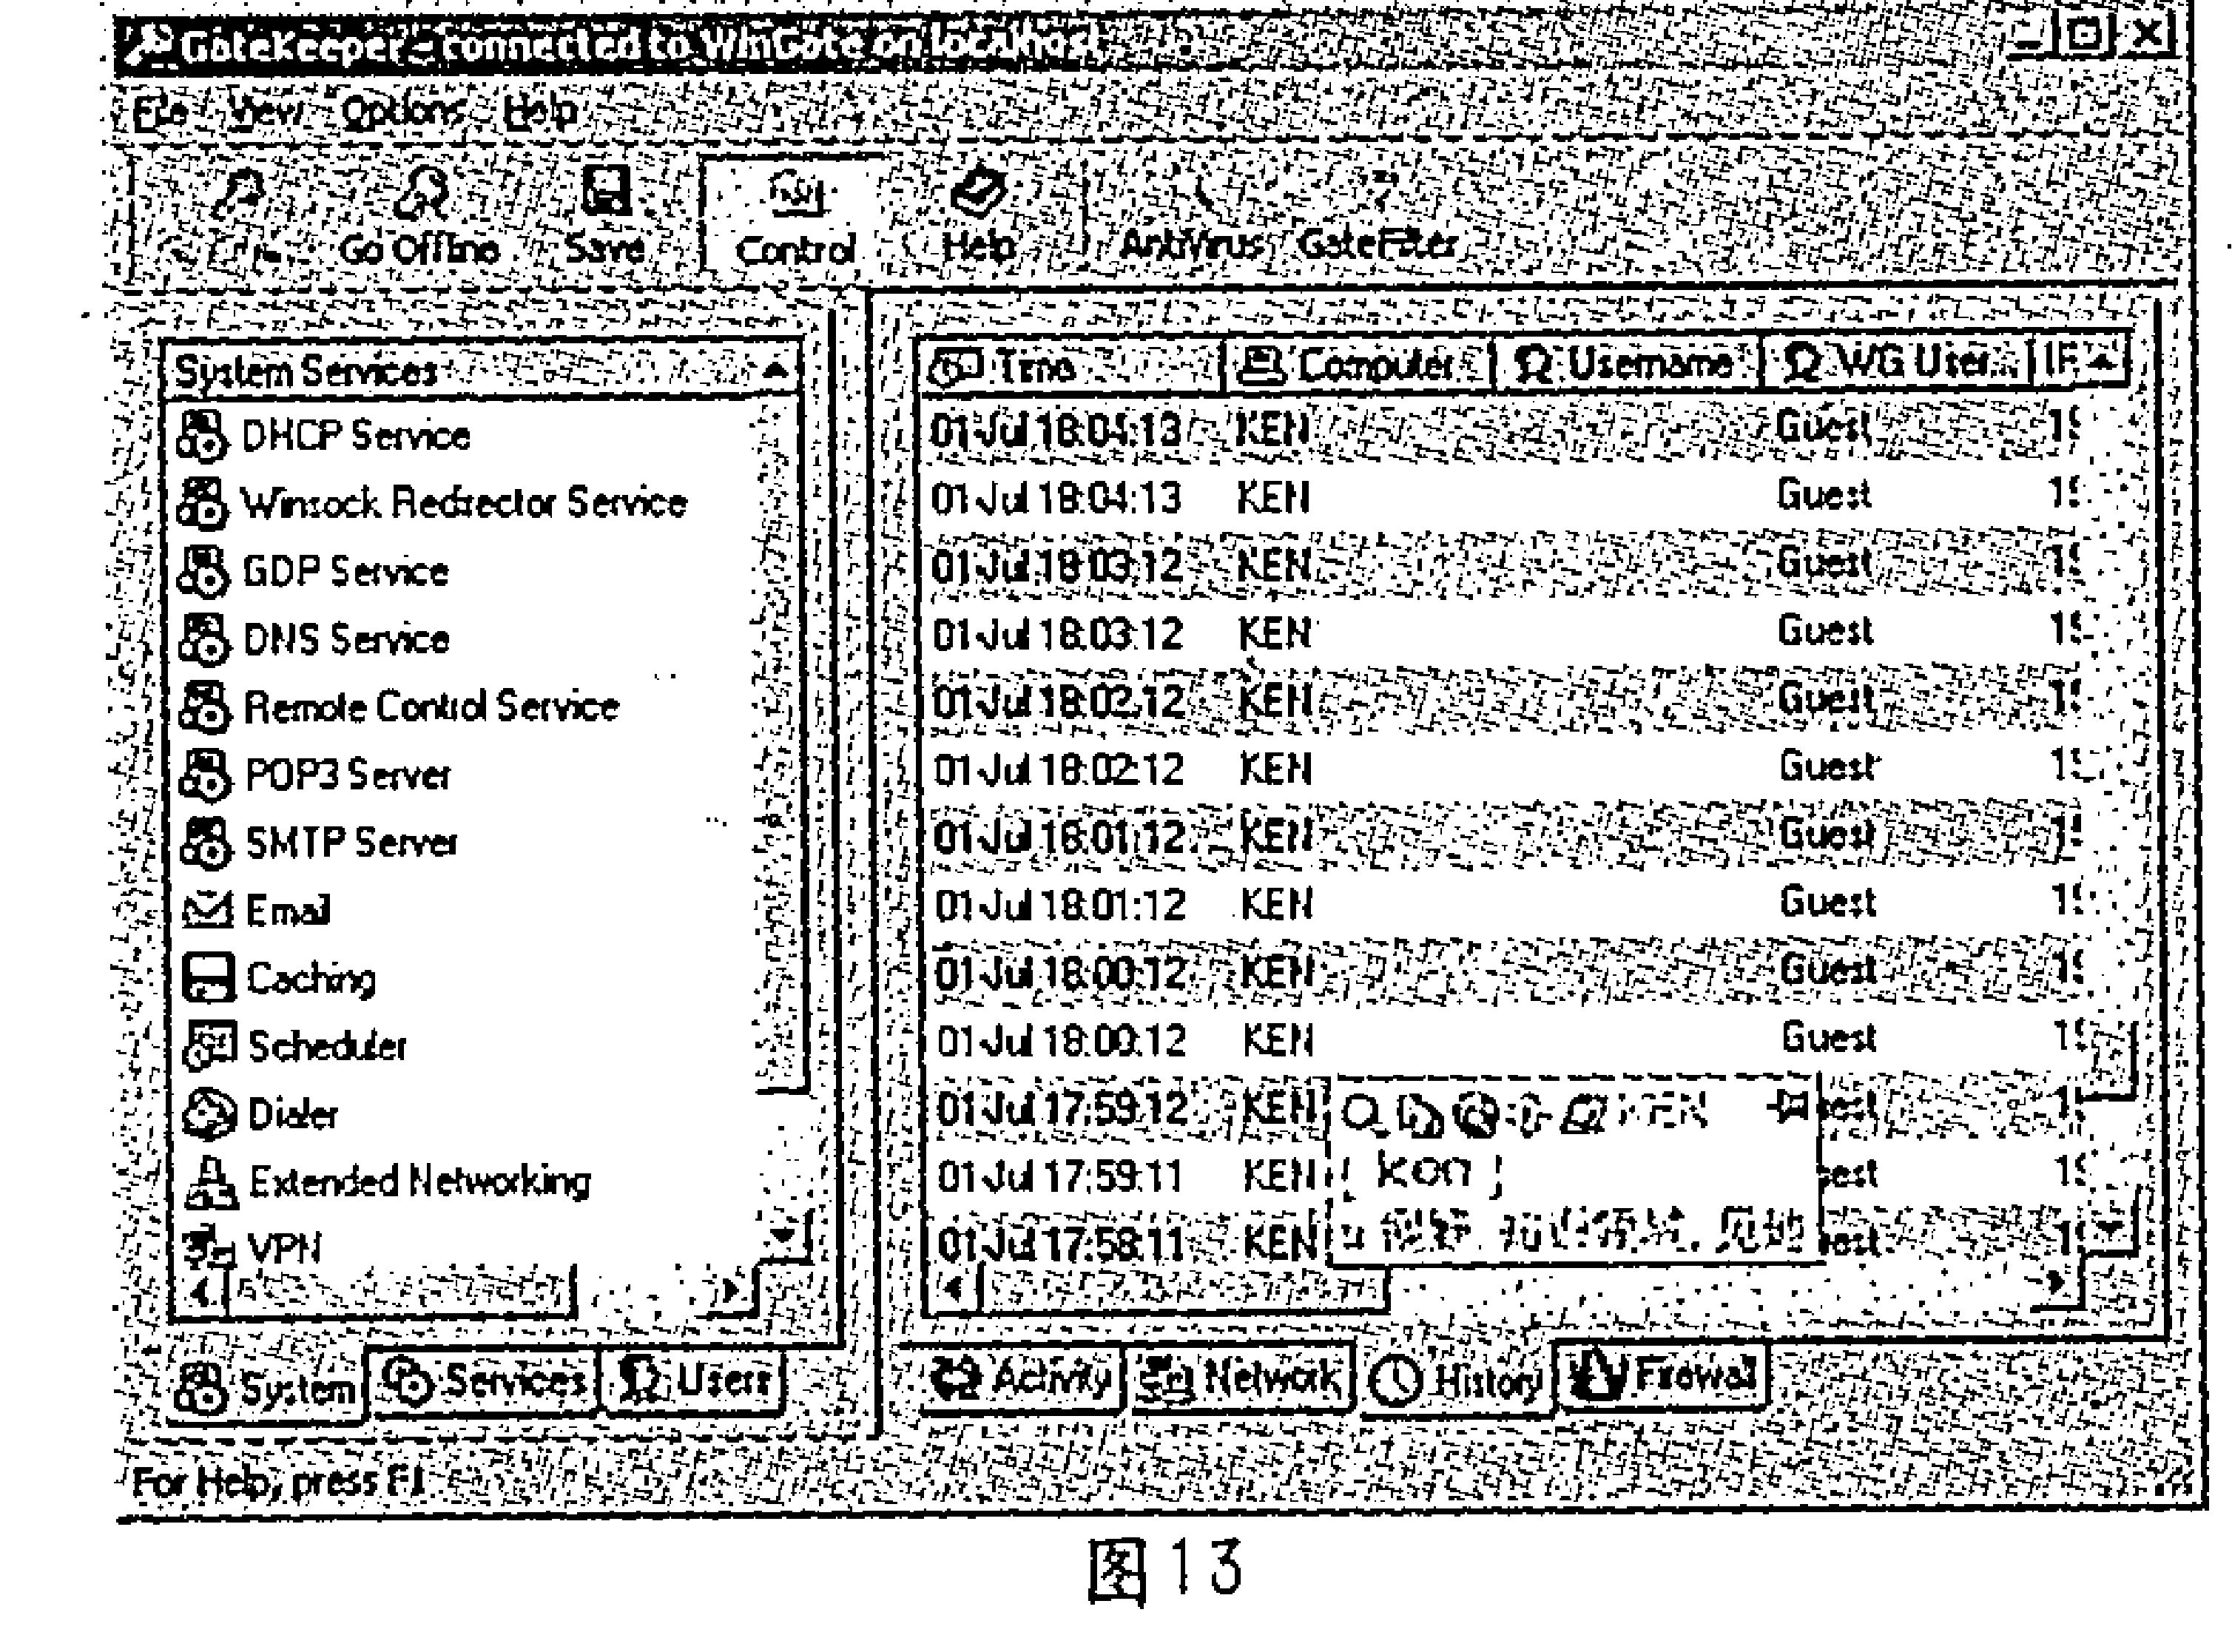 GateKeeper - connected to WinGate on localhost
File View Options Help
Go Offline Save Control Help AntiVirus GateFilter
System Services
DHCP Service
Winsock Redirector Service
GDP Service
DNS Service
Remote Control Service
POP3 Server
SMTP Server
Email
Caching
Scheduler
Dialer
Extended Networking
VPN
System Services Users
Time Computer Username WG User
01 Jul 18:04:13 KEN Guest
01 Jul 18:04:13 KEN Guest
01 Jul 18:03:12 KEN Guest
01 Jul 18:03:12 KEN Guest
01 Jul 18:02:12 KEN Guest
01 Jul 18:02:12 KEN Guest
01 Jul 18:01:12 KEN Guest
01 Jul 18:01:12 KEN Guest
01 Jul 18:00:12 KEN Guest
01 Jul 18:00:12 KEN Guest
01 Jul 17:59:12 KEN est
01 Jul 17:59:11 KEN est
01 Jul 17:58:11 KEN est
KEN
[ken]
Activity Network History Firewall
For Help, press F1
图13